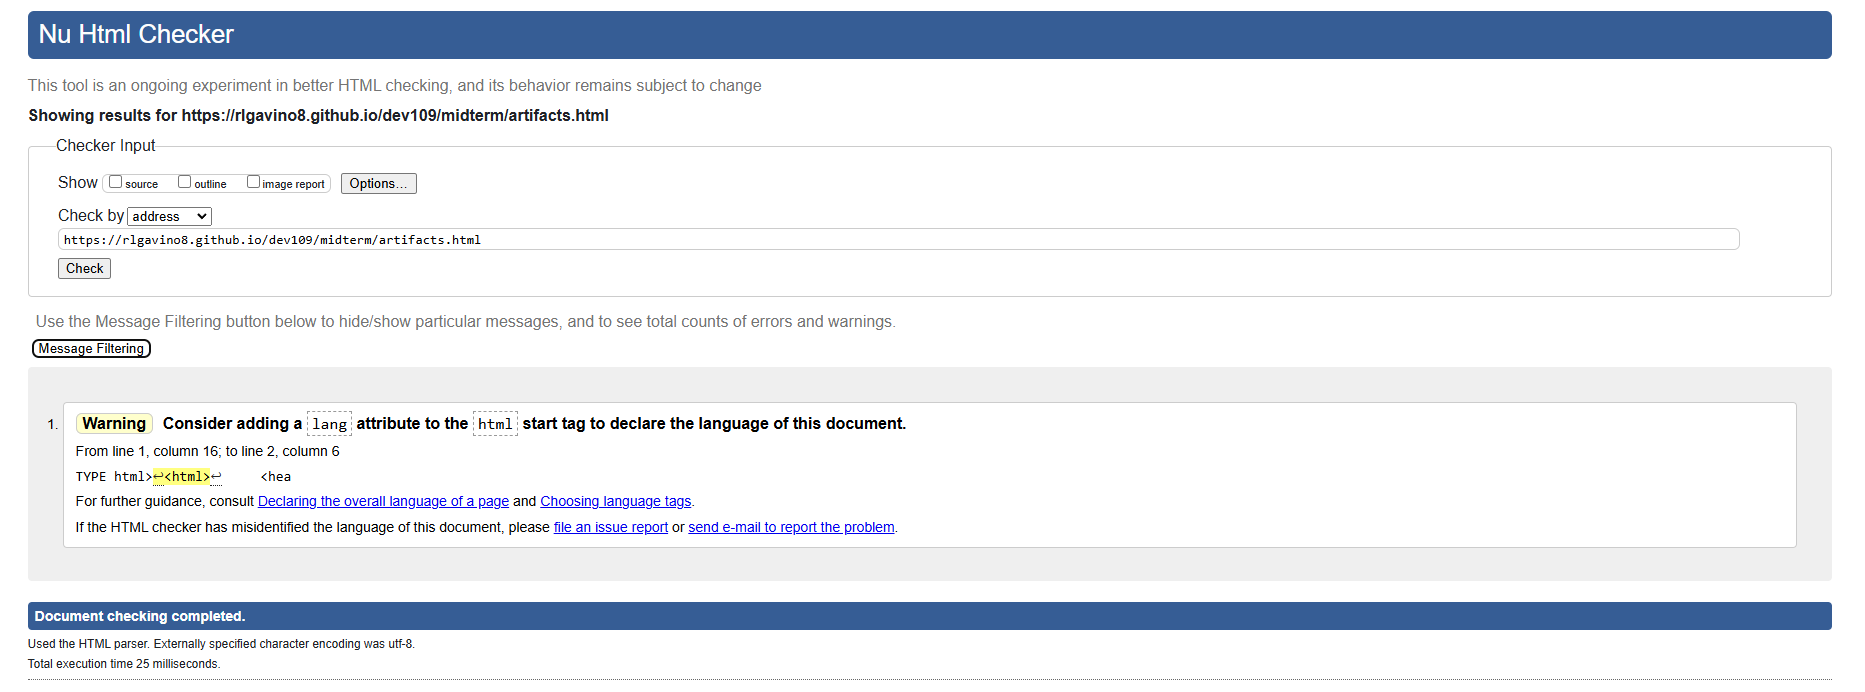 Nu Html Checker
This tool is an ongoing experiment in better HTML checking, and its behavior remains subject to change
Showing results for https://rlgavino8.github.io/dev109/midterm/artifacts.html
Checker Input
Show source outline image report Options...
Check by address
https://rlgavino8.github.io/dev109/midterm/artifacts.html
Check
Use the Message Filtering button below to hide/show particular messages, and to see total counts of errors and warnings.
Message Filtering
1. Warning Consider adding a lang attribute to the html start tag to declare the language of this document.
From line 1, column 16; to line 2, column 6
TYPE html>↩<html>↩ <hea
For further guidance, consult Declaring the overall language of a page and Choosing language tags.
If the HTML checker has misidentified the language of this document, please file an issue report or send e-mail to report the problem.
Document checking completed.
Used the HTML parser. Externally specified character encoding was utf-8.
Total execution time 25 milliseconds.